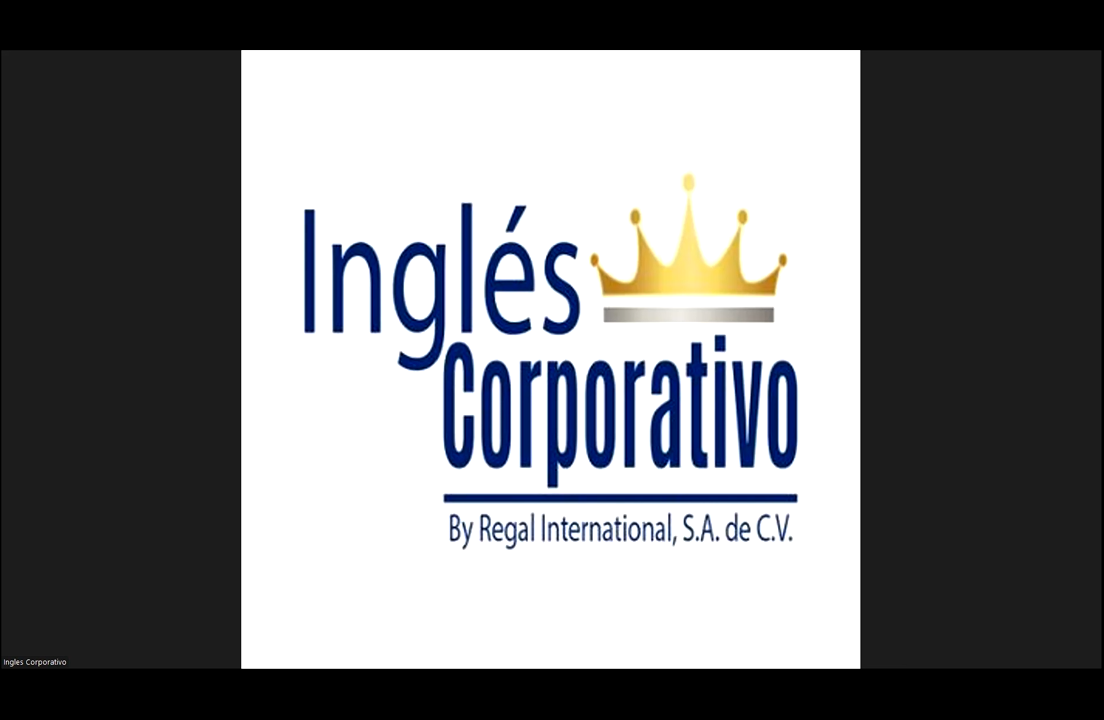 Inglés
Corporativo
By Regal International, S.A. de C.V.
Ingles Corporativo